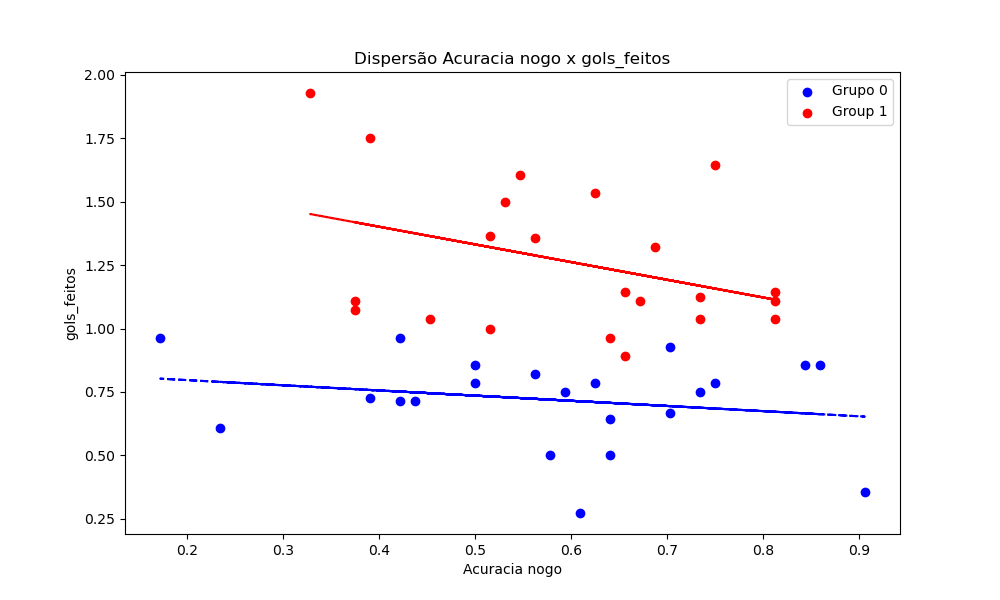 Dispersão Acuracia nogo x gols_feitos
Grupo 0
Group 1
gols_feitos
2.00
1.75
1.50
1.25
1.00
0.75
0.50
0.25
0.2 0.3 0.4 0.5 0.6 0.7 0.8 0.9
Acuracia nogo